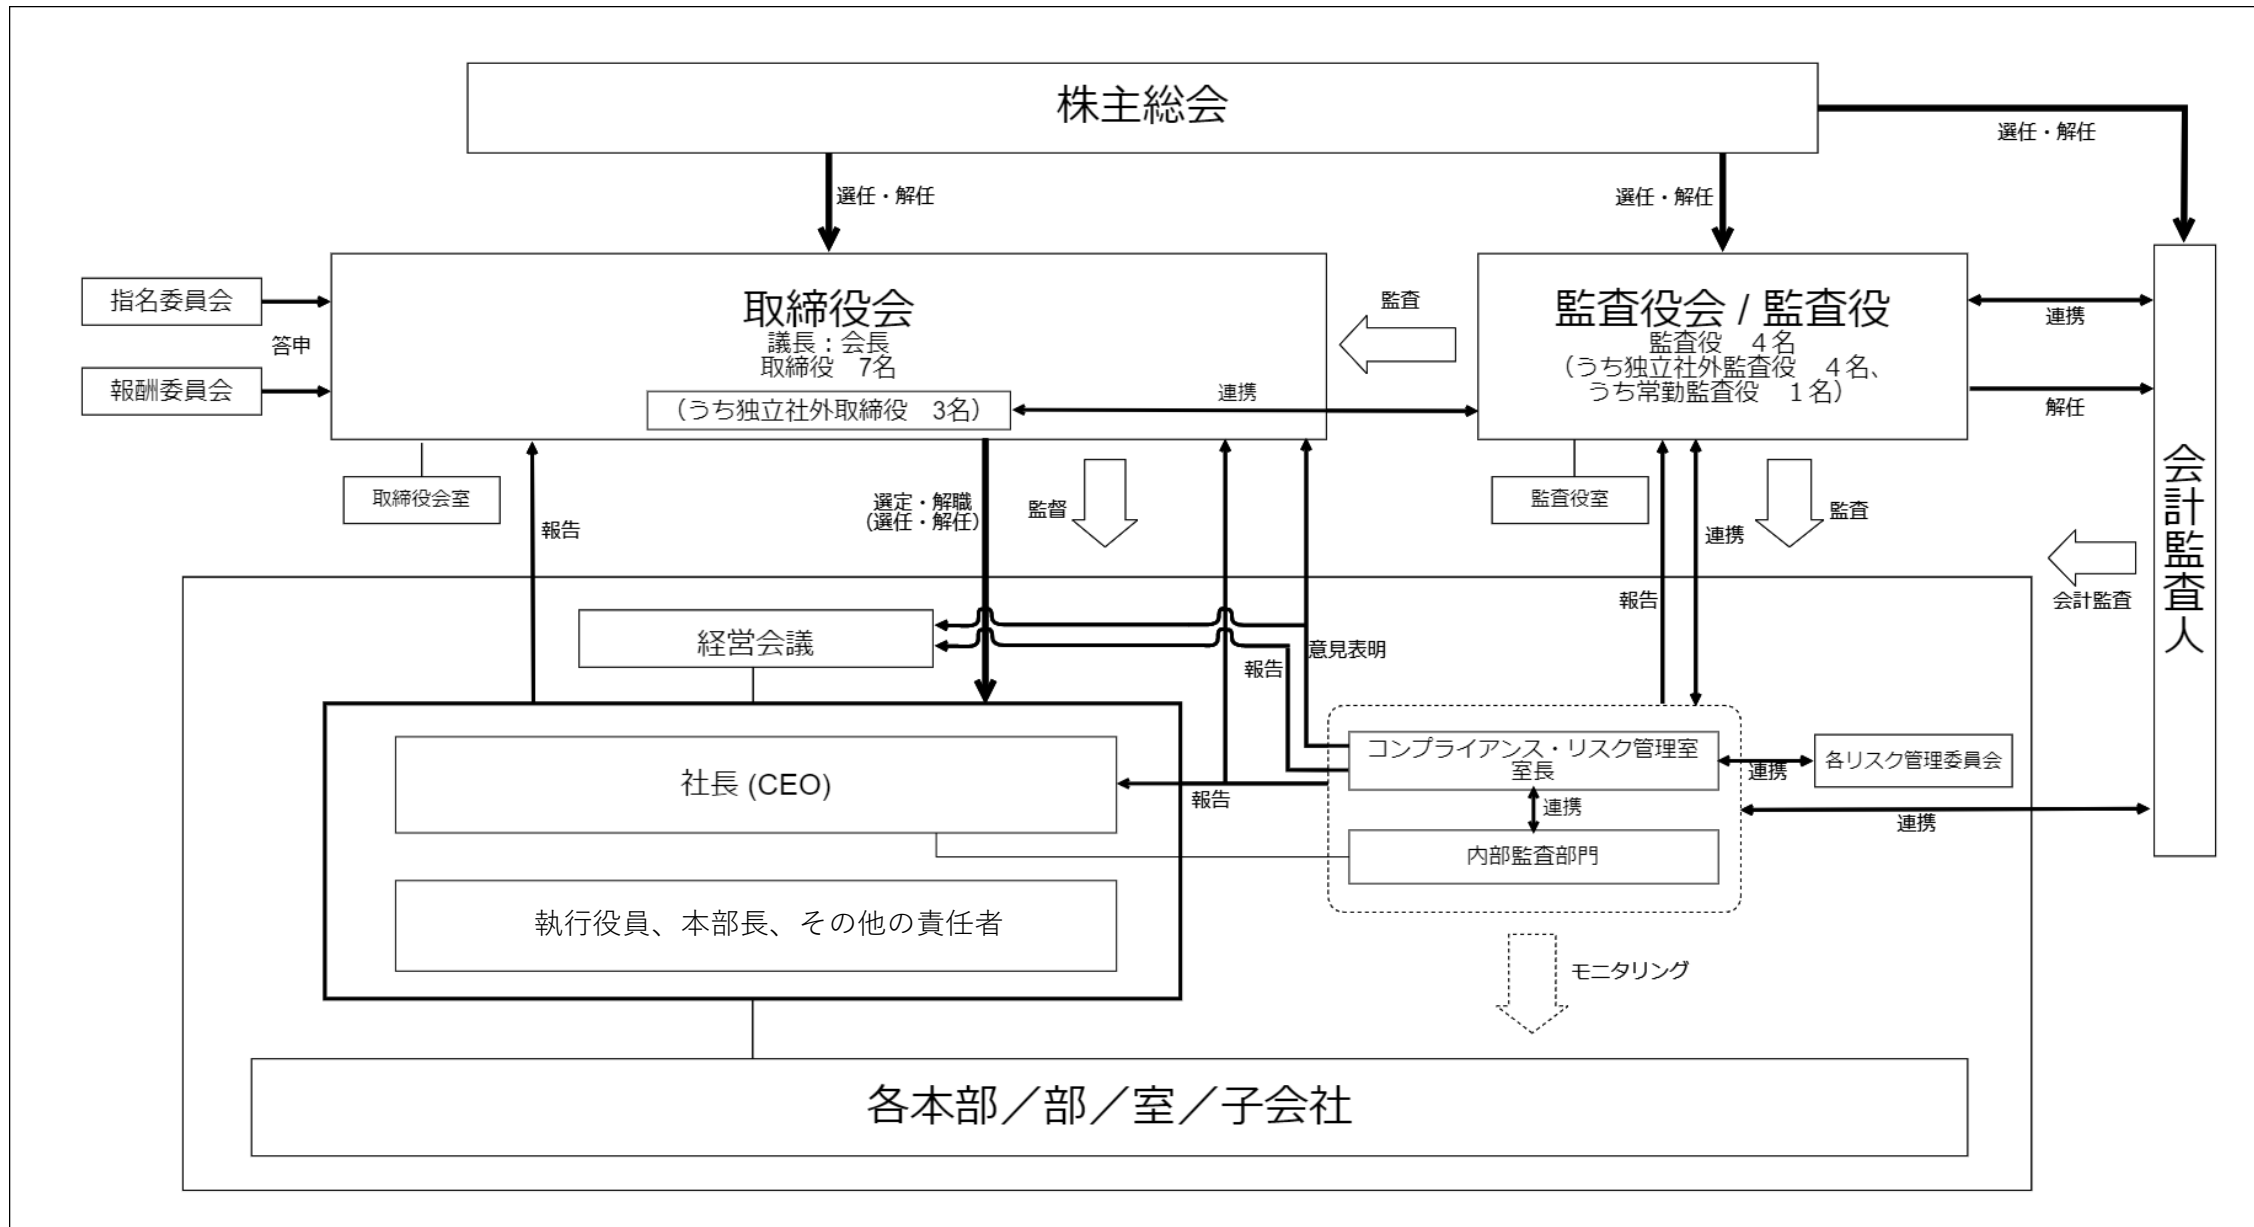 株主総会
選任・解任
選任・解任
選任・解任
指名委員会
答申
報酬委員会
取締役会
議長：会長
取締役　7名
（うち独立社外取締役　3名）
監査
連携
監査役会 / 監査役
監査役　４名
（うち独立社外監査役　４名、
うち常勤監査役　１名）
連携
解任
会計監査人
取締役会室
報告
選定・解職
（選任・解任）
監督
監査役室
連携
監査
会計監査
報告
経営会議
報告
意見表明
社長 (CEO)
報告
コンプライアンス・リスク管理室
室長
連携
各リスク管理委員会
連携
連携
内部監査部門
執行役員、本部長、その他の責任者
モニタリング
各本部／部／室／子会社